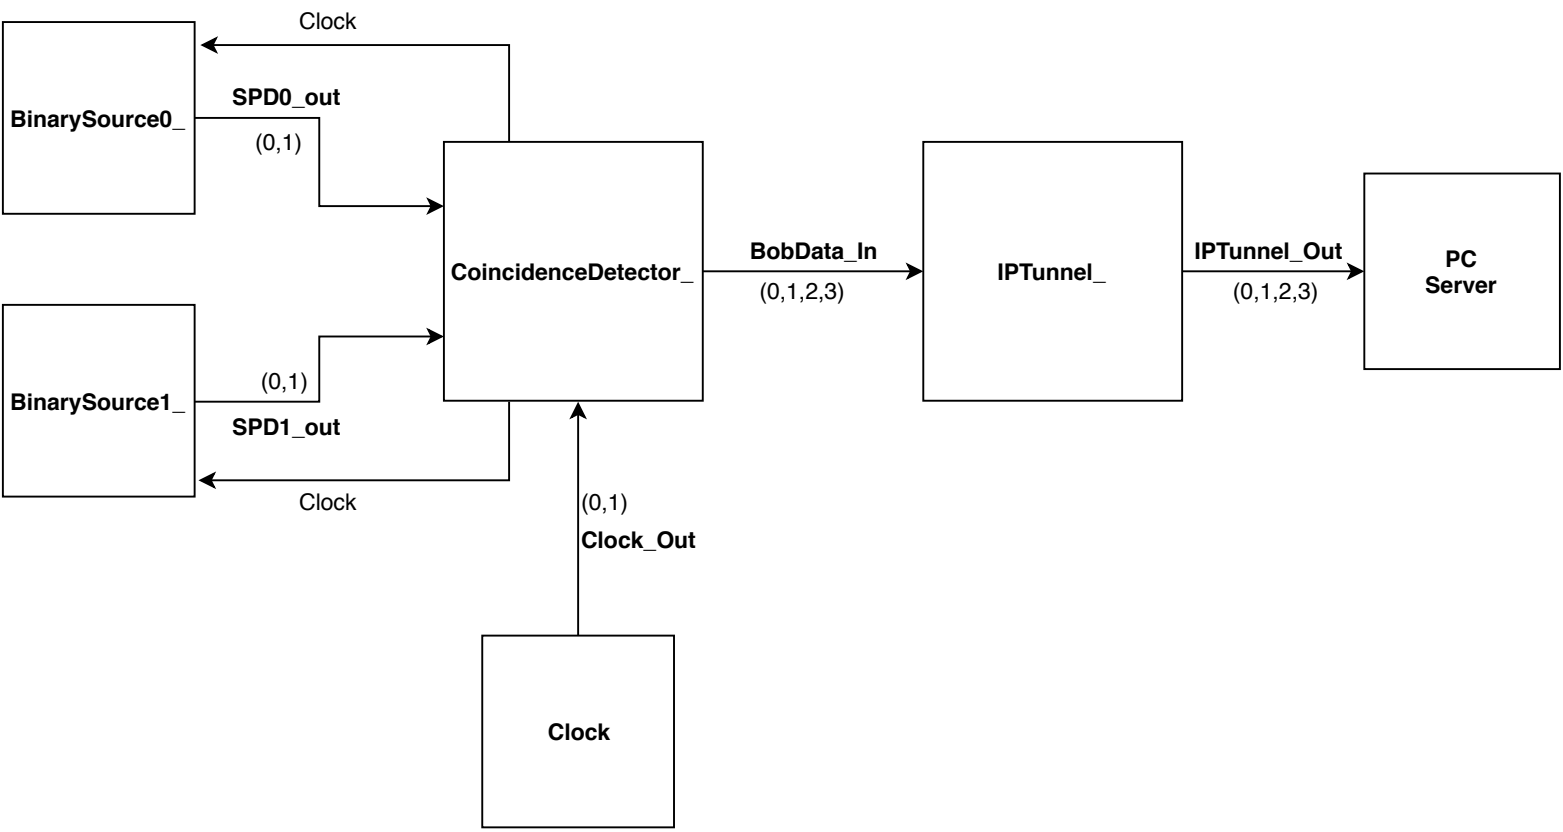 Clock
BinarySource0_
SPD0_out
(0,1)
CoincidenceDetector_
BobData_In
(0,1,2,3)
IPTunnel_
IPTunnel_Out
(0,1,2,3)
PC
Server
BinarySource1_
(0,1)
SPD1_out
Clock
(0,1)
Clock_Out
Clock